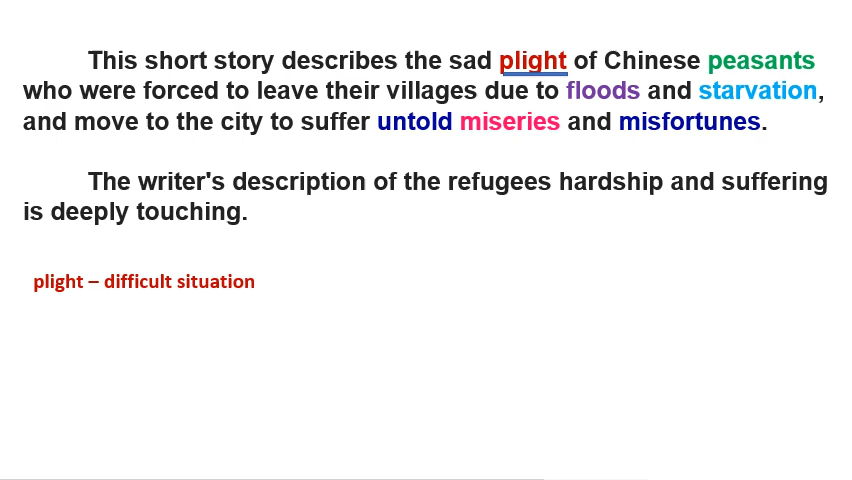 This short story describes the sad plight of Chinese peasants
who were forced to leave their villages due to floods and starvation,
and move to the city to suffer untold miseries and misfortunes.
The writer's description of the refugees hardship and suffering
is deeply touching.
plight – difficult situation